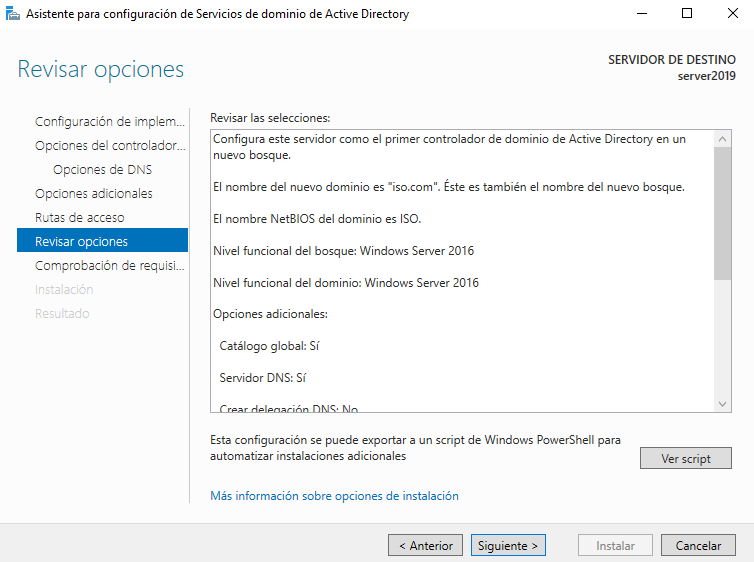 Asistente para configuración de Servicios de dominio de Active Directory
Revisar opciones
SERVIDOR DE DESTINO
server2019
Configuración de implem...
Opciones del controlador...
Opciones de DNS
Opciones adicionales
Rutas de acceso
Revisar opciones
Comprobación de requisi...
Instalación
Resultado
Revisar las selecciones:
Configura este servidor como el primer controlador de dominio de Active Directory en un
nuevo bosque.
El nombre del nuevo dominio es "iso.com". Éste es también el nombre del nuevo bosque.
El nombre NetBIOS del dominio es ISO.
Nivel funcional del bosque: Windows Server 2016
Nivel funcional del dominio: Windows Server 2016
Opciones adicionales:
Catálogo global: Sí
Servidor DNS: Sí
Crear delegación DNS: No
Esta configuración se puede exportar a un script de Windows PowerShell para
automatizar instalaciones adicionales
Ver script
Más información sobre opciones de instalación
< Anterior
Siguiente >
Instalar
Cancelar